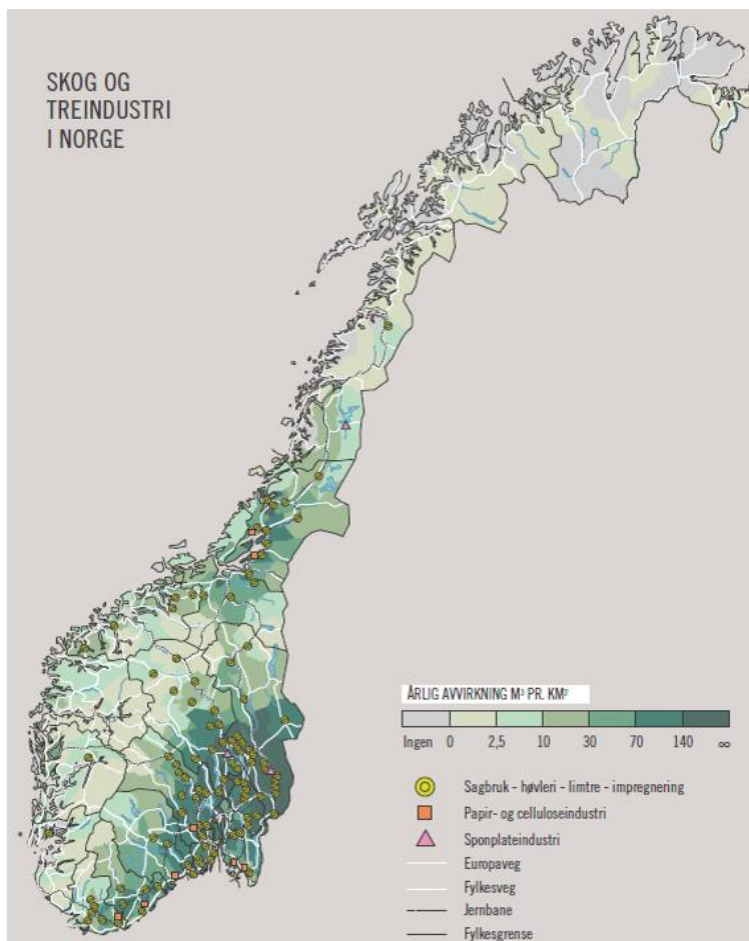 SKOG OG
TREINDUSTRI
I NORGE
ÅRLIG AVVIRKNING M³ PR. KM²
Ingen 0 2,5 10 30 70 140 ∞
Sagbruk - høvleri - limtre - impregnering
Papir- og celluloseindustri
Sponplateindustri
Europaveg
Fylkesveg
Jernbane
Fylkesgrense